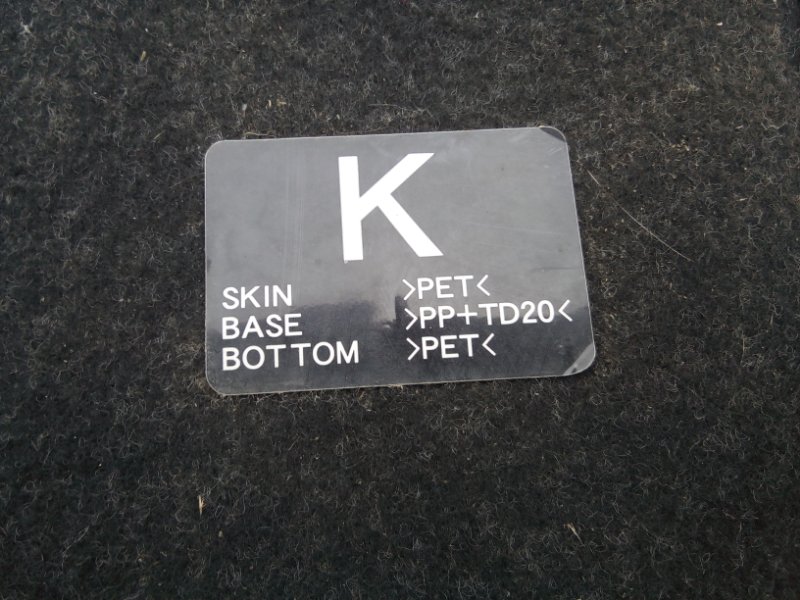 K
SKIN >PET<
BASE >PP+TD20<
BOTTOM >PET<